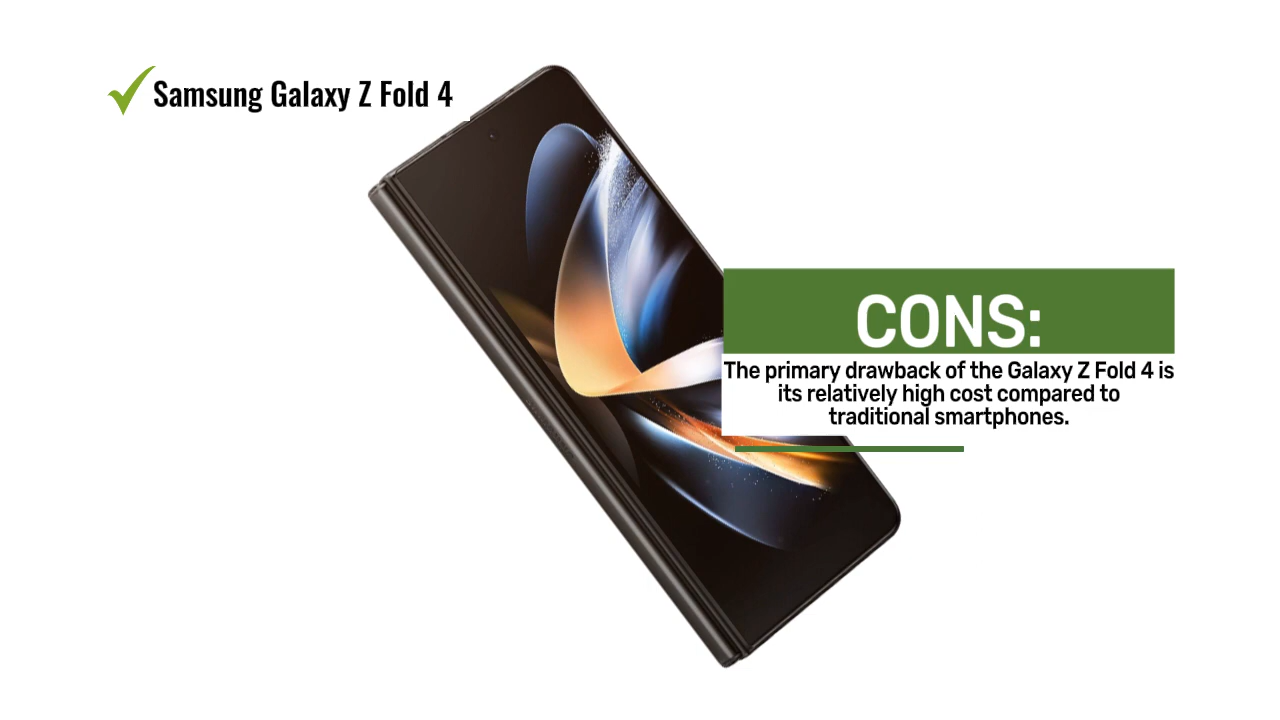 Samsung Galaxy Z Fold 4
CONS:
The primary drawback of the Galaxy Z Fold 4 is
its relatively high cost compared to
traditional smartphones.